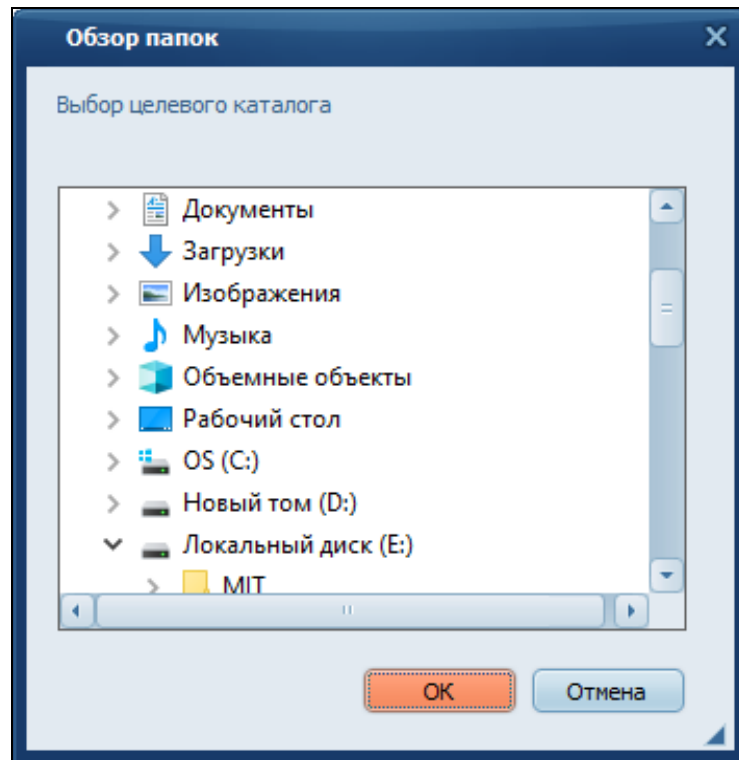 Обзор папок
Выбор целевого каталога
Документы
Загрузки
Изображения
Музыка
Объемные объекты
Рабочий стол
OS (C:)
Новый том (D:)
Локальный диск (E:)
MIT
OK
Отмена